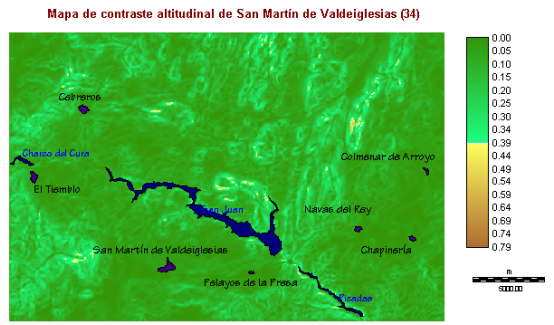 Mapa de contraste altitudinal de San Martín de Valdeiglesias (34)
0.00
0.05
0.10
0.15
0.20
0.25
0.30
0.34
0.39
0.44
0.49
0.54
0.59
0.64
0.69
0.74
0.79
Cebreros
Charco del Cura
El Tiemblo
Colmenar de Arroyo
San Juan
Navas del Rey
San Martín de Valdeiglesias
Chapinería
Pelayos de la Presa
Picadas
m
5000.00